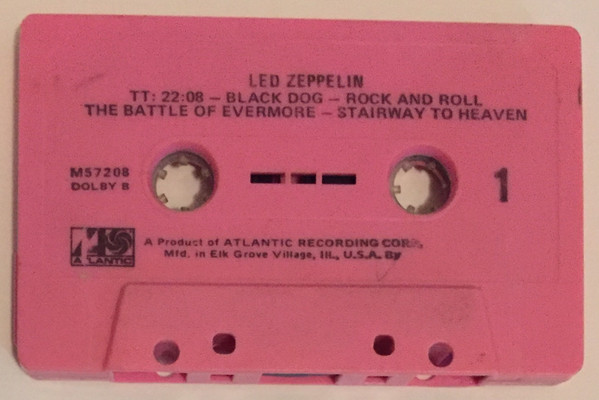 LED ZEPPELIN
TT: 22:08 – BLACK DOG – ROCK AND ROLL
THE BATTLE OF EVERMORE – STAIRWAY TO HEAVEN
M57208
DOLBY B
1
ATLANTIC
A Product of ATLANTIC RECORDING CORP.
Mfd. in Elk Grove Village, Ill., U.S.A. By